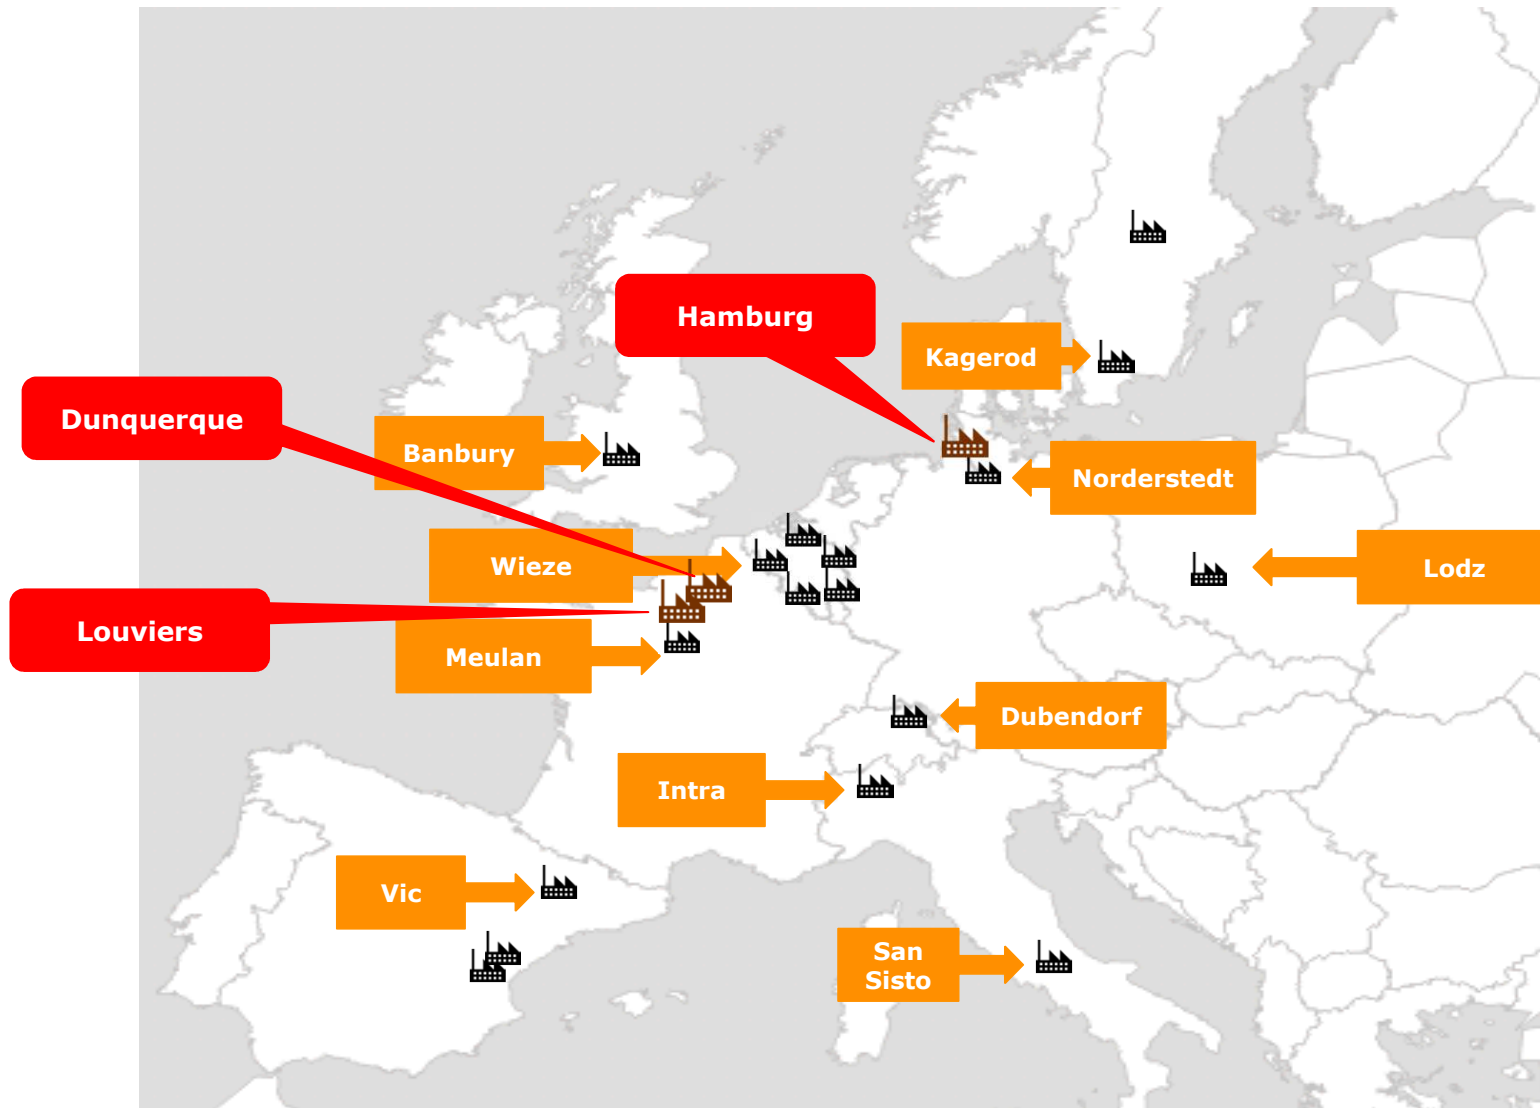 Hamburg
Kagerod
Dunquerque
Banbury
Norderstedt
Wieze
Lodz
Louviers
Meulan
Dubendorf
Intra
Vic
San
Sisto